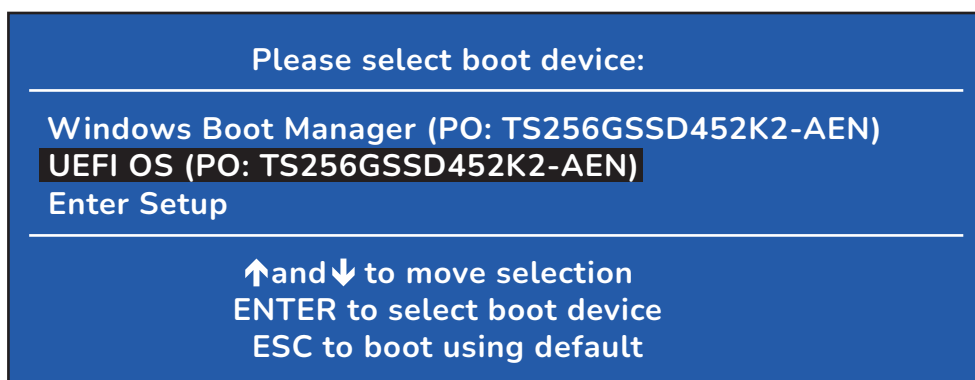 Please select boot device:
Windows Boot Manager (PO: TS256GSSD452K2-AEN)
UEFI OS (PO: TS256GSSD452K2-AEN)
Enter Setup
↑and↓ to move selection
ENTER to select boot device
ESC to boot using default